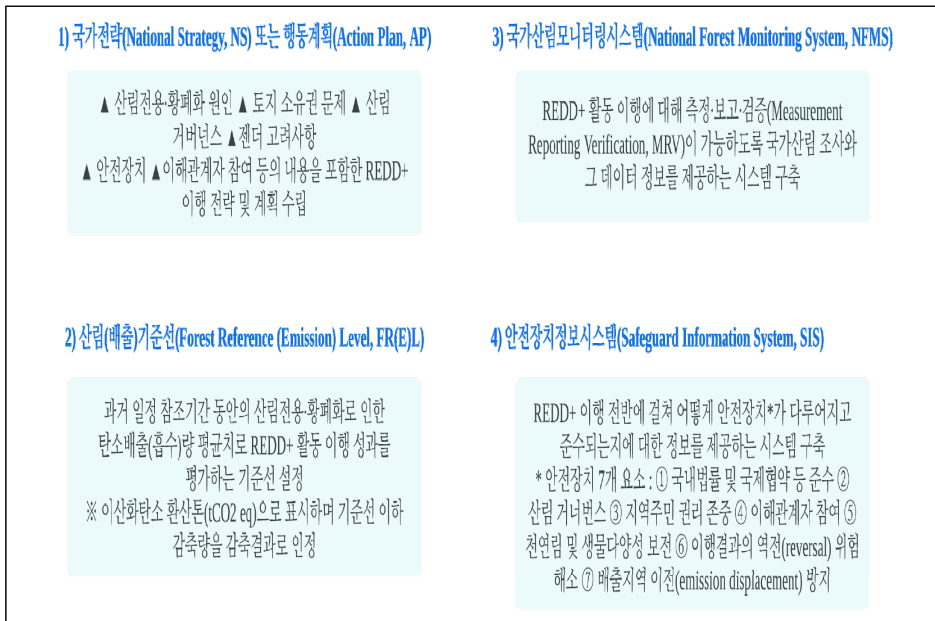 1) 국가전략(National Strategy, NS) 또는 행동계획(Action Plan, AP)
▲ 산림전용·황폐화 원인 ▲ 토지 소유권 문제 ▲ 산림
거버넌스 ▲젠더 고려사항
▲ 안전장치 ▲이해관계자 참여 등의 내용을 포함한 REDD+
이행 전략 및 계획 수립
2) 산림(배출)기준선(Forest Reference (Emission) Level, FR(E)L)
과거 일정 참조기간 동안의 산림전용·황폐화로 인한
탄소배출(흡수)량 평균치로 REDD+ 활동 이행 성과를
평가하는 기준선 설정
※ 이산화탄소 환산톤(tCO2 eq)으로 표시하며 기준선 이하
감축량을 감축결과로 인정
3) 국가산림모니터링시스템(National Forest Monitoring System, NFMS)
REDD+ 활동 이행에 대해 측정·보고·검증(Measurement
Reporting Verification, MRV)이 가능하도록 국가산림 조사와
그 데이터 정보를 제공하는 시스템 구축
4) 안전장치정보시스템(Safeguard Information System, SIS)
REDD+ 이행 전반에 걸쳐 어떻게 안전장치*가 다루어지고
준수되는지에 대한 정보를 제공하는 시스템 구축
* 안전장치 7개 요소 : ① 국내법률 및 국제협약 등 준수 ②
산림 거너번스 ③ 지역주민 권리 존중 ④ 이해관계자 참여 ⑤
천연림 및 생물다양성 보전 ⑥ 이행결과의 역전(reversal) 위험
해소 ⑦ 배출지역 이전(emission displacement) 방지